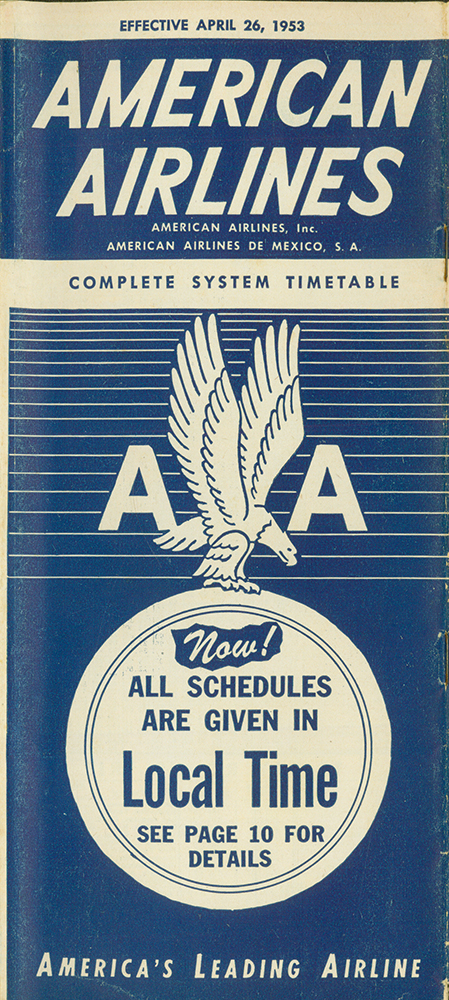 EFFECTIVE APRIL 26, 1953
AMERICAN
AIRLINES
AMERICAN AIRLINES, Inc.
AMERICAN AIRLINES DE MEXICO, S. A.
COMPLETE SYSTEM TIMETABLE
A A
Now!
ALL SCHEDULES
ARE GIVEN IN
Local Time
SEE PAGE 10 FOR
DETAILS
AMERICA'S LEADING AIRLINE